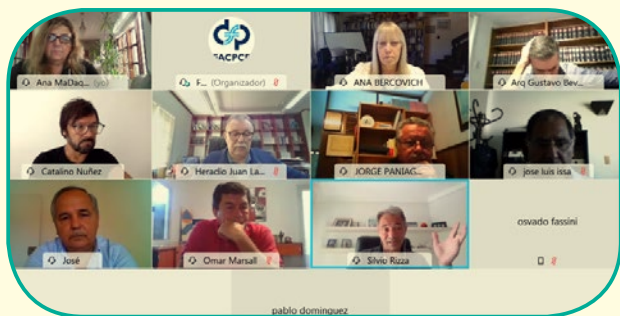 FACPCE
Ana MaDaq... (yo)
F... (Organizador)
ANA BERCOVICH
Arq Gustavo Bev...
Catalino Nuñez
Heraclio Juan La...
JORGE PANIAG...
jose luis issa
José
Omar Marsall
Silvio Rizza
osvado fassini
pablo dominguez